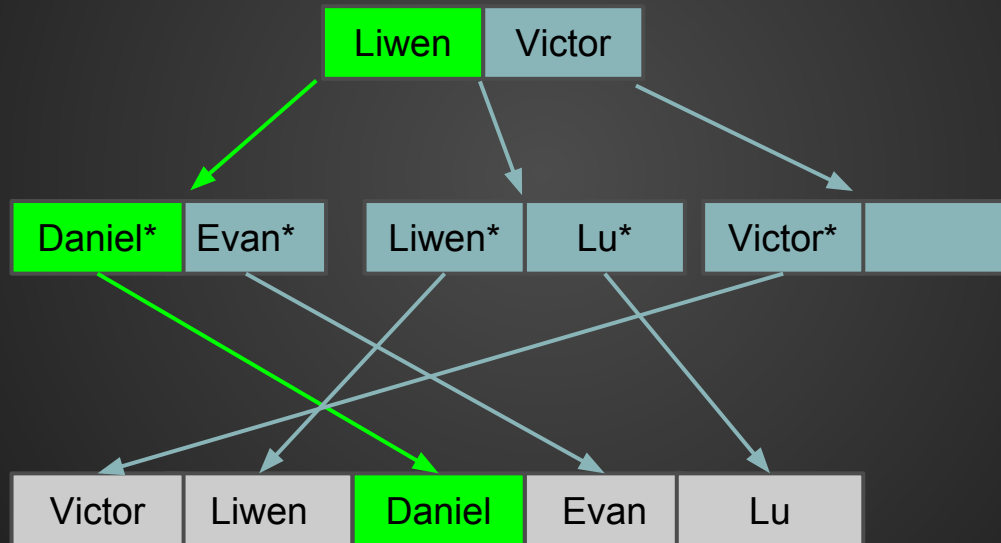 Liwen Victor
Daniel* Evan* Liwen* Lu* Victor*
Victor Liwen Daniel Evan Lu